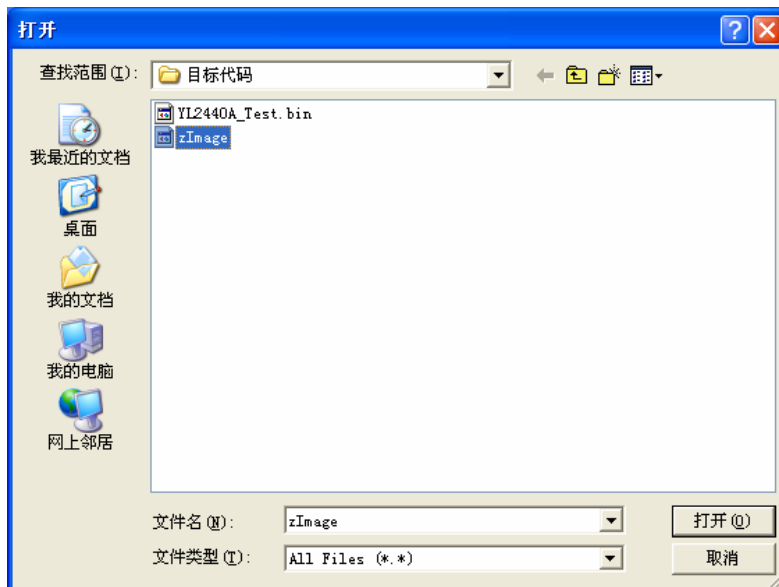 打开
查找范围(I):
目标代码
YL2440A_Test.bin
zImage
我最近的文档
桌面
我的文档
我的电脑
网上邻居
文件名(N):
zImage
打开(O)
文件类型(T):
All Files (*.*)
取消